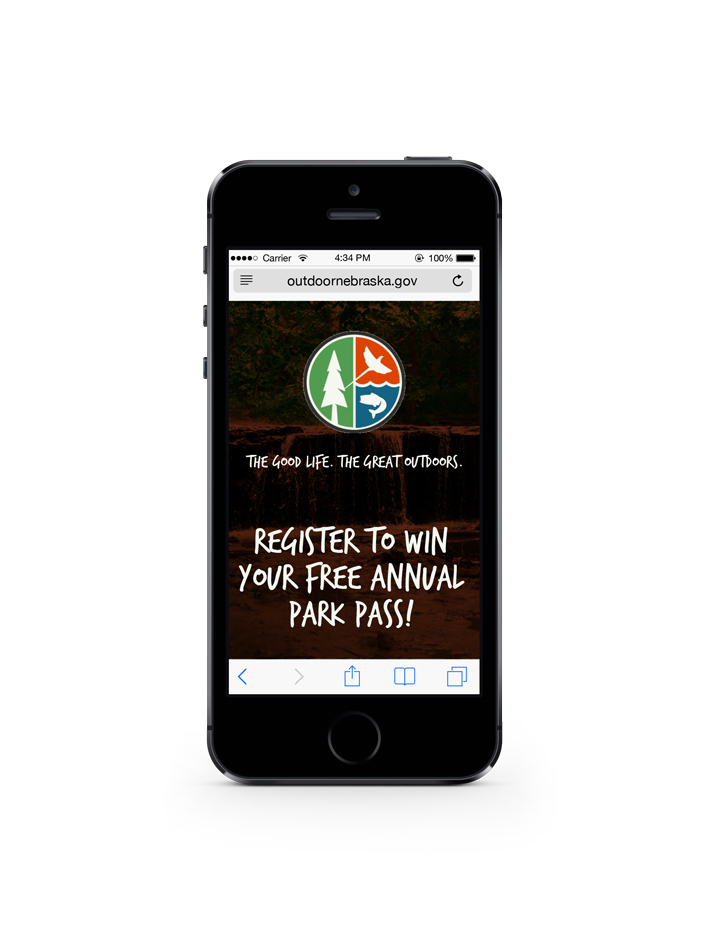 Carrier 4:34 PM 100%
outdoornebraska.gov
THE GOOD LIFE. THE GREAT OUTDOORS.
REGISTER TO WIN
YOUR FREE ANNUAL
PARK PASS!